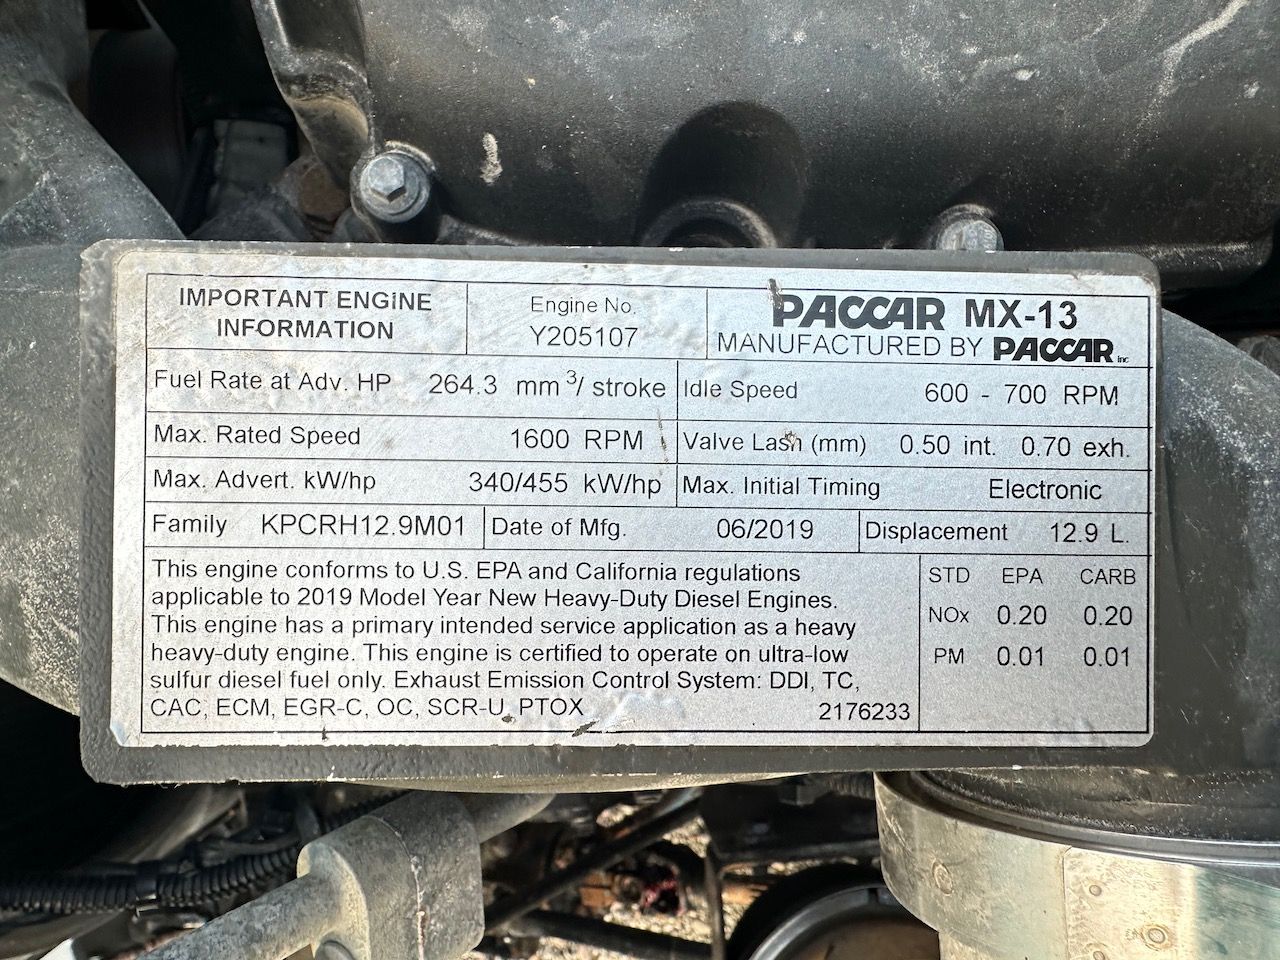 IMPORTANT ENGINE
INFORMATION
Engine No.
Y205107
PACCAR MX-13
MANUFACTURED BY PACCAR inc
Fuel Rate at Adv. HP 264.3 mm³/ stroke
Idle Speed 600 - 700 RPM
Max. Rated Speed 1600 RPM
Valve Lash (mm) 0.50 int. 0.70 exh.
Max. Advert. kW/hp 340/455 kW/hp
Max. Initial Timing Electronic
Family KPCRH12.9M01
Date of Mfg. 06/2019
Displacement 12.9 L.
This engine conforms to U.S. EPA and California regulations
applicable to 2019 Model Year New Heavy-Duty Diesel Engines.
This engine has a primary intended service application as a heavy
heavy-duty engine. This engine is certified to operate on ultra-low
sulfur diesel fuel only. Exhaust Emission Control System: DDI, TC,
CAC, ECM, EGR-C, OC, SCR-U, PTOX
2176233
STD EPA CARB
NOx 0.20 0.20
PM 0.01 0.01